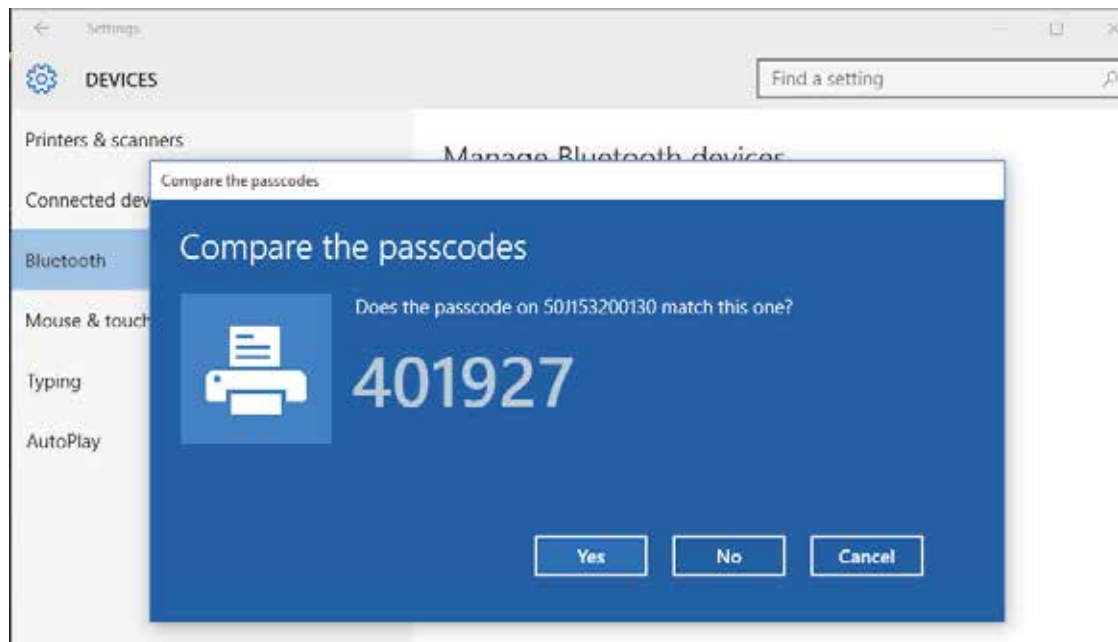 Settings
DEVICES
Find a setting
Printers & scanners
Manage Bluetooth devices
Connected dev
Bluetooth
Mouse & touch
Typing
AutoPlay
Compare the passcodes
Compare the passcodes
Does the passcode on 50J153200130 match this one?
401927
Yes No Cancel